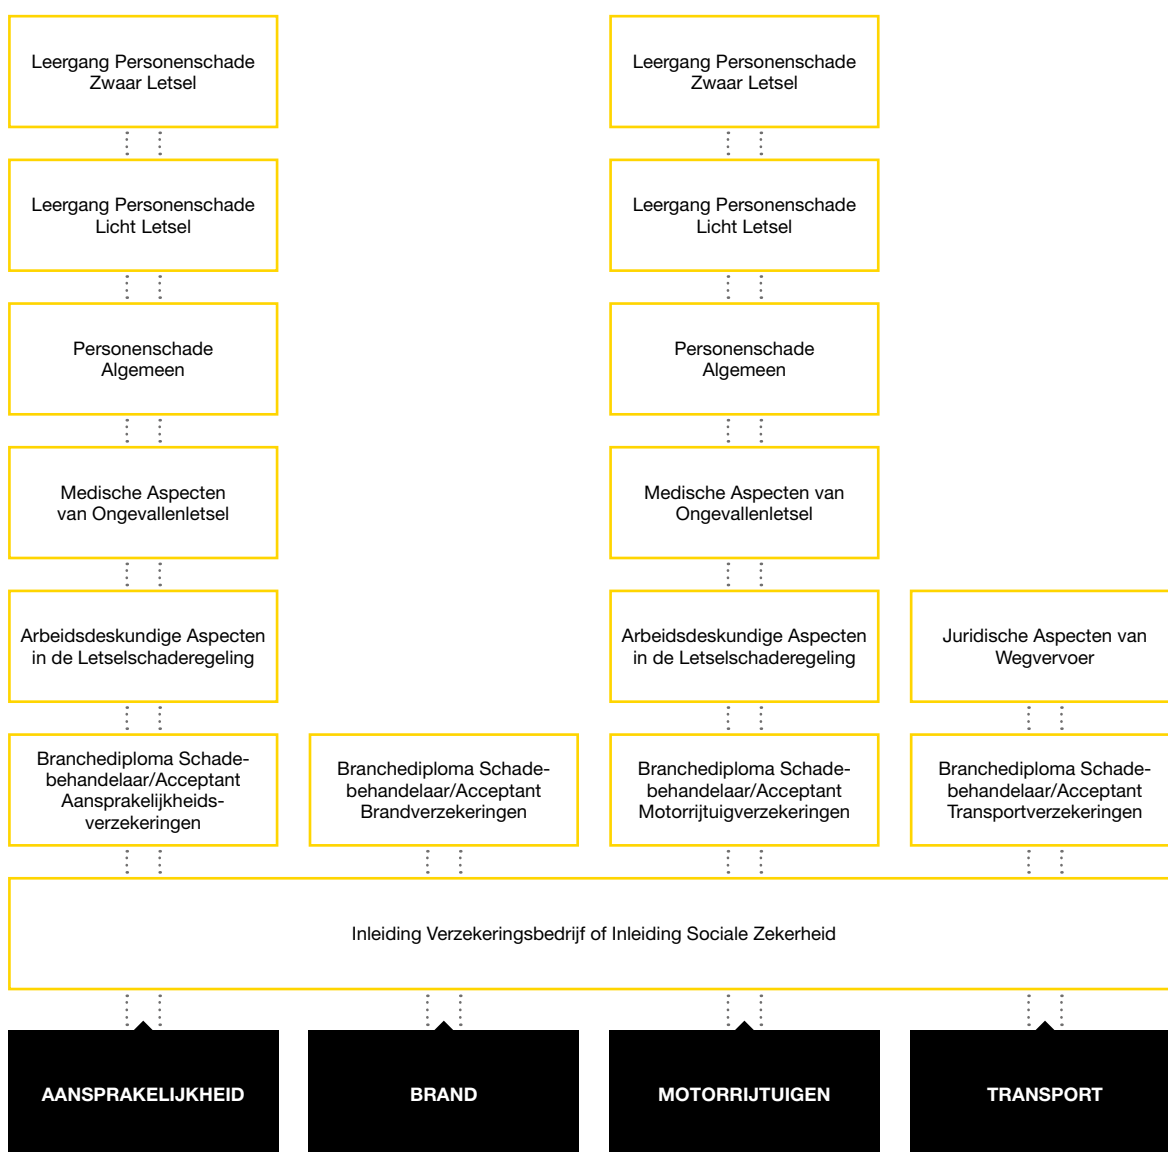 Leergang Personenschade
Zwaar Letsel
Leergang Personenschade
Zwaar Letsel
Leergang Personenschade
Licht Letsel
Leergang Personenschade
Licht Letsel
Personenschade
Algemeen
Personenschade
Algemeen
Medische Aspecten
van Ongevallenletsel
Medische Aspecten van
Ongevallenletsel
Arbeidsdeskundige Aspecten
in de Letselschaderegeling
Arbeidsdeskundige Aspecten
in de Letselschaderegeling
Juridische Aspecten van
Wegvervoer
Branchediploma Schade-
behandelaar/Acceptant
Aansprakelijkheids-
verzekeringen
Branchediploma Schade-
behandelaar/Acceptant
Brandverzekeringen
Branchediploma Schade-
behandelaar/Acceptant
Motorrijtuigverzekeringen
Branchediploma Schade-
behandelaar/Acceptant
Transportverzekeringen
Inleiding Verzekeringsbedrijf of Inleiding Sociale Zekerheid
AANSPRAKELIJKHEID
BRAND
MOTORRIJTUIGEN
TRANSPORT